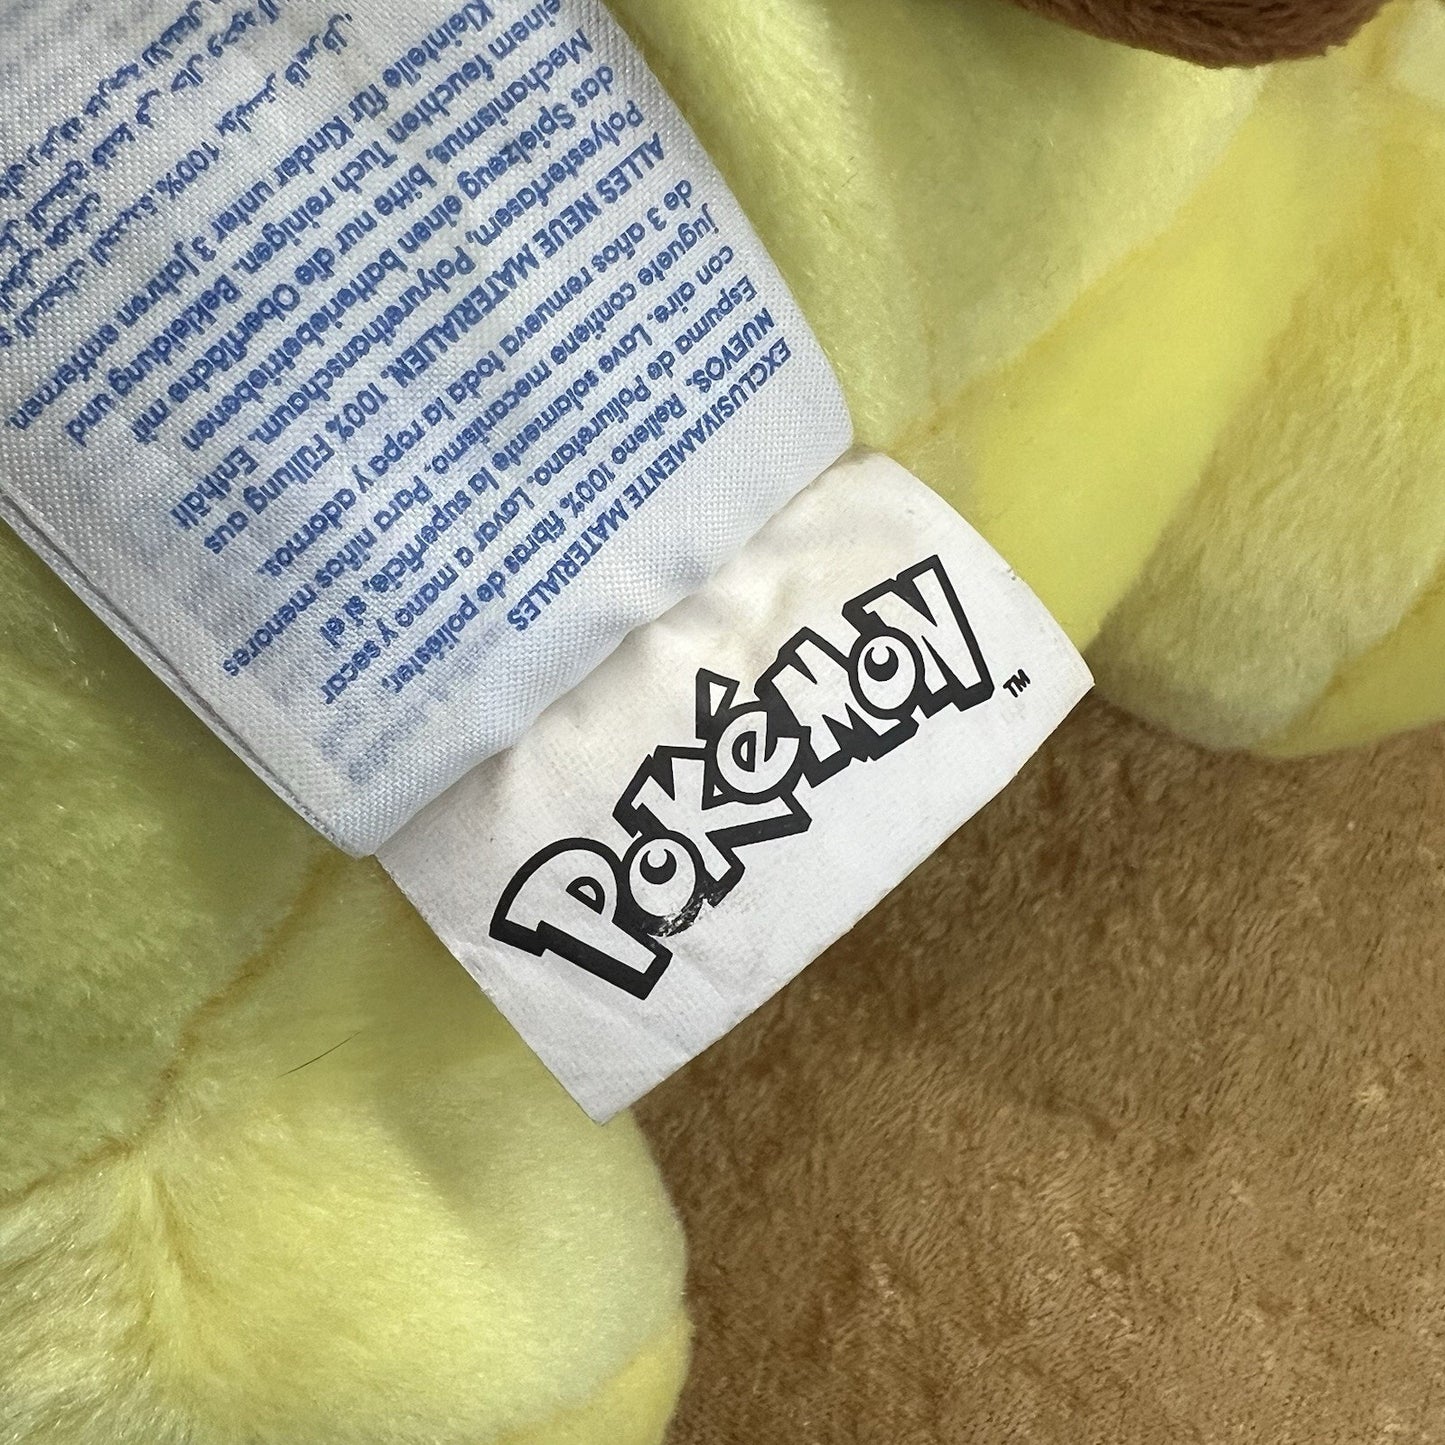 EXCLUSIVAMENTE MATERIALES
NUEVOS. Relleno 100% fibras de poliéster,
Espuma de Poliuretano. Lavar a mano y secar
con aire. Lave solamente la superficie, si el
juguete contiene mecanismo. Para niños menores
de 3 años remueva toda la ropa y adornos.
ALLES NEUE MATERIALIEN. 100% Füllung aus
Polyesterfasern, Polyurethanschaum. Enthält
das Spielzeug einen batteriebetriebenen
Mechanismus, bitte nur die Oberfläche mit
einem feuchten Tuch reinigen. Bekleidung und
Kleinteile für Kinder unter 3 Jahren entfernen.
100%
POKéMON
TM